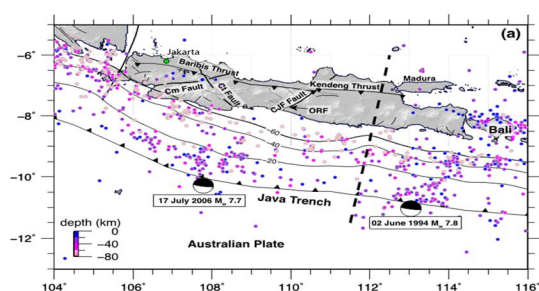 (a)
−6°
−8°
−10°
−12°
Jakarta
Baribis Thrust
Cm Fault
Ct Fault
Kendeng Thrust
Madura
CJF Fault
ORF
Bali
60
40
20
17 July 2006 Mw 7.7
Java Trench
02 June 1994 Mw 7.8
Australian Plate
depth (km)
0
−40
−80
104°
106°
108°
110°
112°
114°
116°